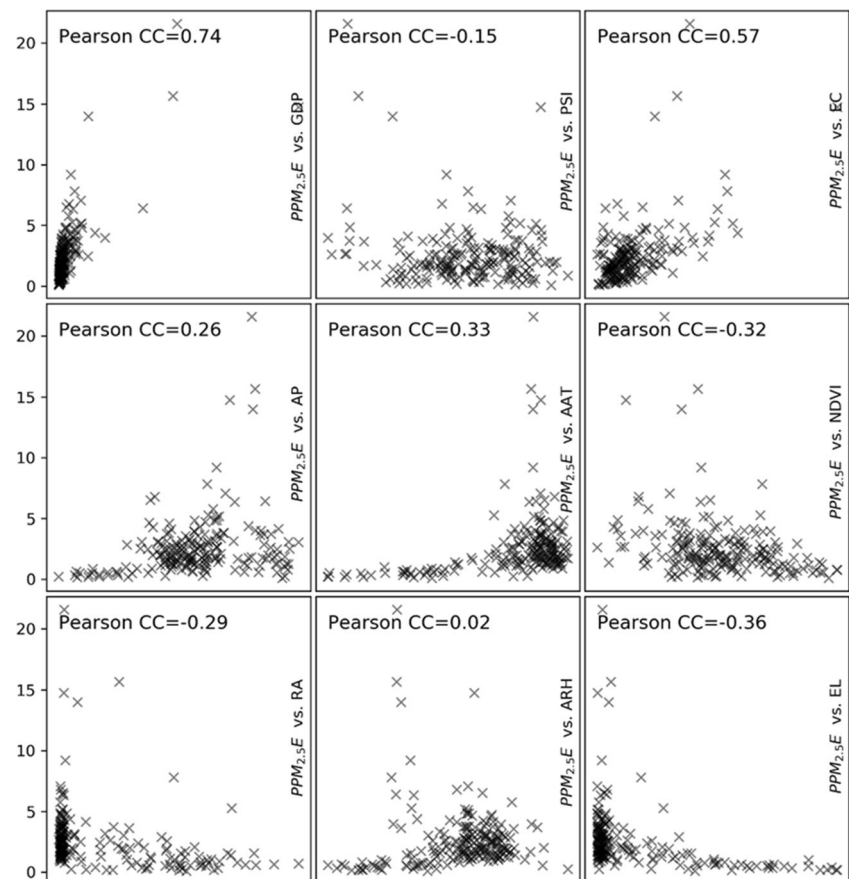 20
15
10
5
0
Pearson CC=0.74
PPM2.5E vs. GDP
Pearson CC=-0.15
PPM2.5E vs. PSI
Pearson CC=0.57
PPM2.5E vs. EC
20
15
10
5
0
Pearson CC=0.26
PPM2.5E vs. AP
Perason CC=0.33
PPM2.5E vs. AAT
Pearson CC=-0.32
PPM2.5E vs. NDVI
20
15
10
5
0
Pearson CC=-0.29
PPM2.5E vs. RA
Pearson CC=0.02
PPM2.5E vs. ARH
Pearson CC=-0.36
PPM2.5E vs. EL